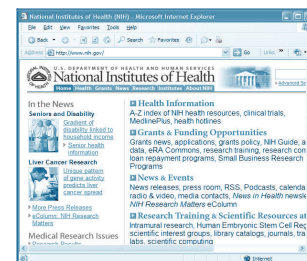 National Institutes of Health (NIH) - Microsoft Internet Explorer
File Edit View Favorites Tools Help
Back Search Favorites
Address http://www.nih.gov/ Go Links
U.S. DEPARTMENT OF HEALTH AND HUMAN SERVICES
National Institutes of Health
Home Health Grants News Research Institutes About NIH
Advanced Se
In the News
Seniors and Disability
Gradient of
disability linked to
household income
Senior health
information
Liver Cancer Research
Unique pattern
of gene activity
predicts liver
cancer spread
More Press Releases
eColumn: NIH Research
Matters
Medical Research Issues
Health Information
A-Z index of NIH health resources, clinical trials,
MedlinePlus, health hotlines
Grants & Funding Opportunities
Grants news, applications, grants policy, NIH Guide, a
data, eRA Commons, research training, research con
loan repayment programs, Small Business Research
Programs
News & Events
News releases, press room, RSS, Podcasts, calenda
radio & video, media contacts, News in Health newsle
NIH Research Matters eColumn
Research Training & Scientific Resources at
Intramural research, Human Embryonic Stem Cell Reg
scientific interest groups, library catalogs, journals, tra
labs, scientific computing
Internet